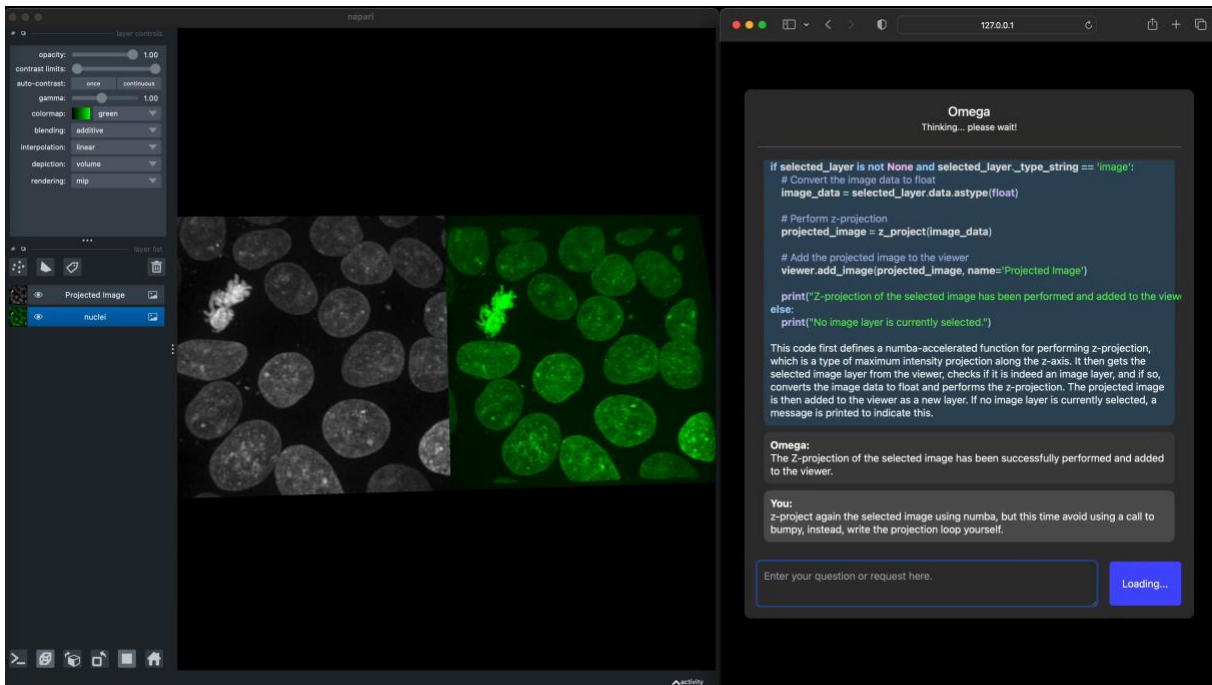 napari
layer controls
opacity: 1.00
contrast limits:
auto-contrast: once continuous
gamma: 1.00
colormap: green
blending: additive
interpolation: linear
depiction: volume
rendering: mip
layer list
Projected Image
nuclei
activity
127.0.0.1
Omega
Thinking... please wait!
if selected_layer is not None and selected_layer._type_string == 'image':
# Convert the image data to float
image_data = selected_layer.data.astype(float)
# Perform z-projection
projected_image = z_project(image_data)
# Add the projected image to the viewer
viewer.add_image(projected_image, name='Projected Image')
print("Z-projection of the selected image has been performed and added to the view
else:
print("No image layer is currently selected.")
This code first defines a numba-accelerated function for performing z-projection,
which is a type of maximum intensity projection along the z-axis. It then gets the
selected image layer from the viewer, checks if it is indeed an image layer, and if so,
converts the image data to float and performs the z-projection. The projected image
is then added to the viewer as a new layer. If no image layer is currently selected, a
message is printed to indicate this.
Omega:
The Z-projection of the selected image has been successfully performed and added
to the viewer.
You:
z-project again the selected image using numba, but this time avoid using a call to
bumpy, instead, write the projection loop yourself.
Enter your question or request here.
Loading...